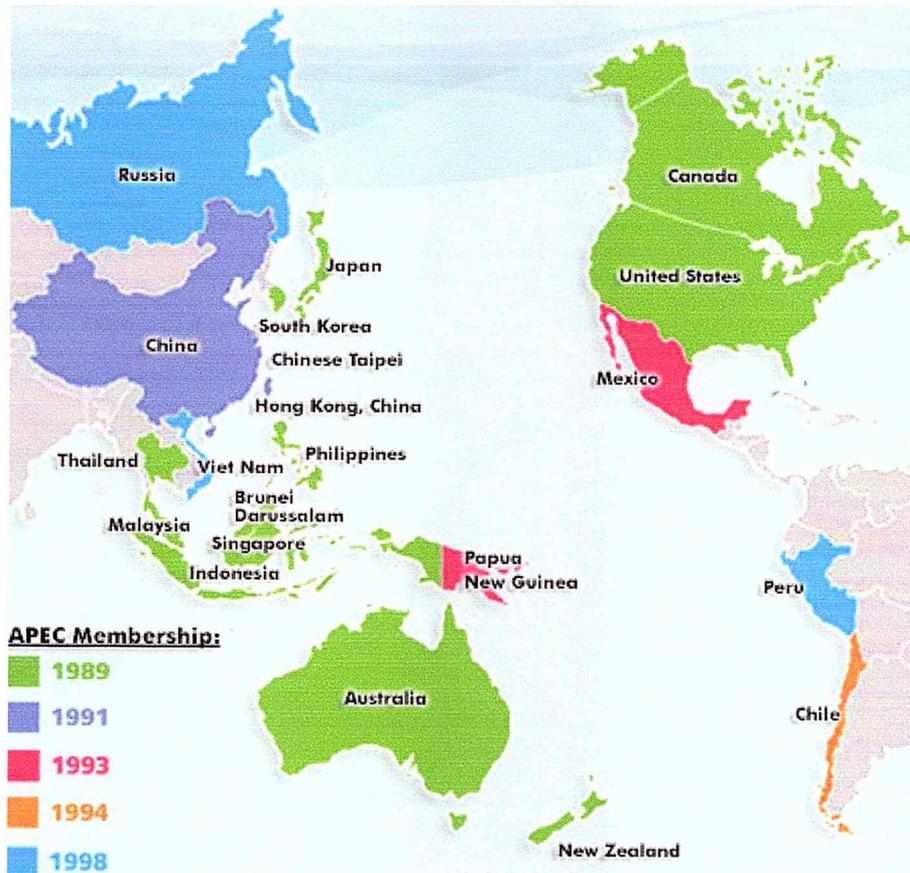 Russia
Canada
Japan
United States
South Korea
China
Chinese Taipei
Mexico
Hong Kong, China
Philippines
Thailand
Viet Nam
Brunei
Darussalam
Malaysia
Singapore
Papua
Indonesia
New Guinea
Peru
APEC Membership:
1989
Australia
1991
Chile
1993
1994
New Zealand
1998